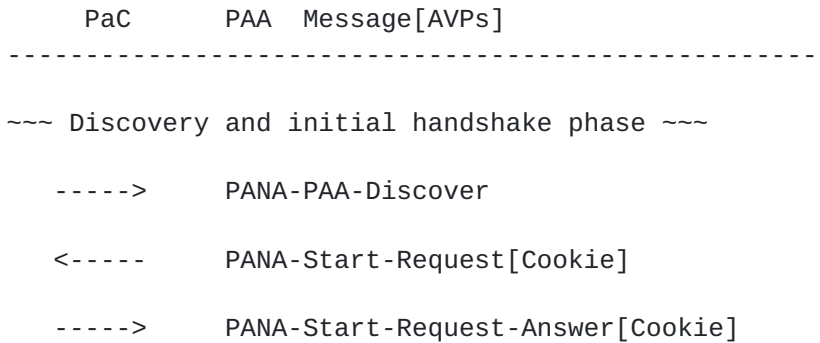 PaC      PAA  Message[AVPs]
-----------------------------------------------------
~~~ Discovery and initial handshake phase ~~~
----->     PANA-PAA-Discover
<-----     PANA-Start-Request[Cookie]
----->     PANA-Start-Request-Answer[Cookie]